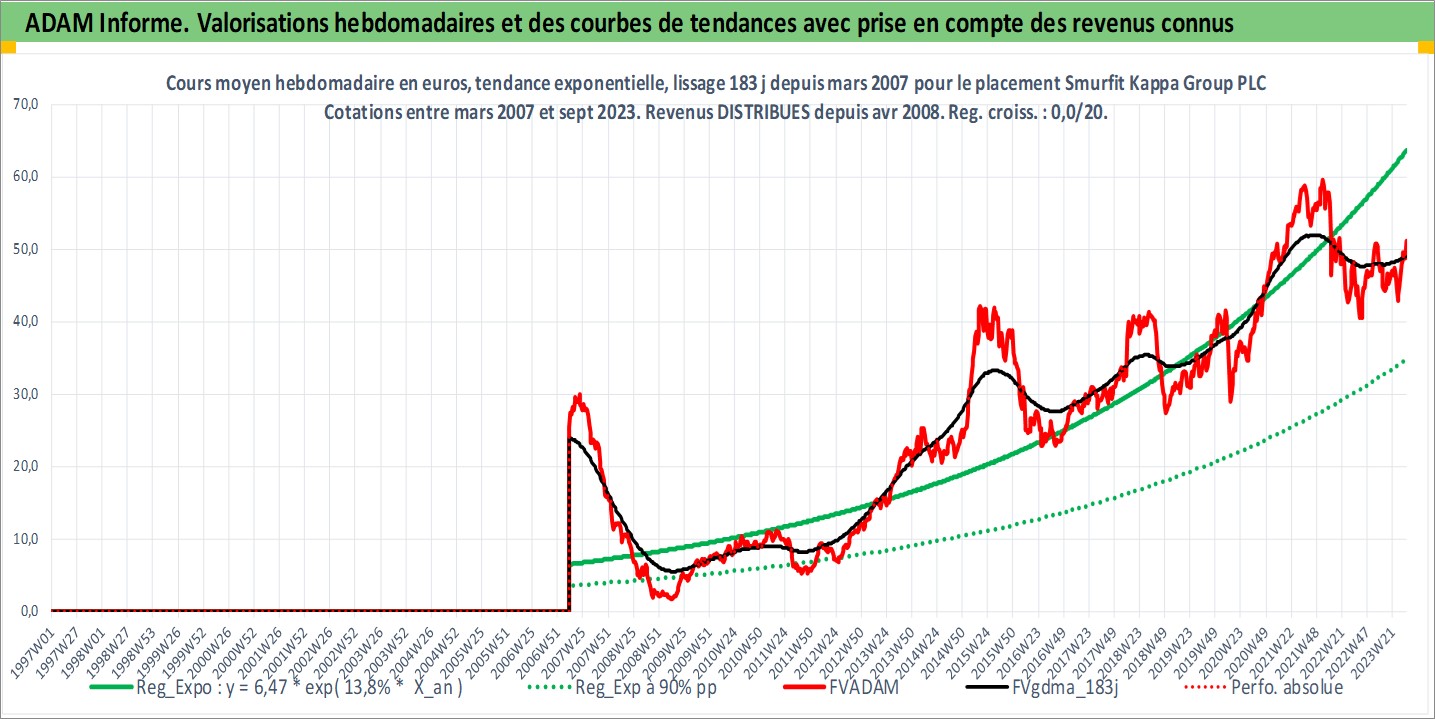 ADAM Informe. Valorisations hebdomadaires et des courbes de tendances avec prise en compte des revenus connus
Cours moyen hebdomadaire en euros, tendance exponentielle, lissage 183 j depuis mars 2007 pour le placement Smurfit Kappa Group PLC
Cotations entre mars 2007 et sept 2023. Revenus DISTRIBUES depuis avr 2008. Reg. croiss. : 0,0/20.
70,0
60,0
50,0
40,0
30,0
20,0
10,0
0,0
1997W01
1997W27
1998W01
1998W27
1998W53
1999W26
1999W52
2000W26
2000W52
2001W26
2001W52
2002W26
2002W52
2003W26
2003W52
2004W26
2004W52
2005W25
2005W51
2006W25
2006W51
2007W25
2007W51
2008W25
2008W51
2009W25
2009W51
2010W24
2010W50
2011W24
2011W50
2012W24
2012W50
2013W24
2013W50
2014W24
2014W50
2015W24
2015W50
2016W23
2016W49
2017W23
2017W49
2018W23
2018W49
2019W23
2019W49
2020W23
2020W49
2021W22
2021W48
2022W21
2022W47
2023W21
Reg_Expo : y = 6,47 * exp( 13,8% * X_an )
Reg_Exp à 90% pp
FVADAM
FVgdma_183j
Perfo. absolue